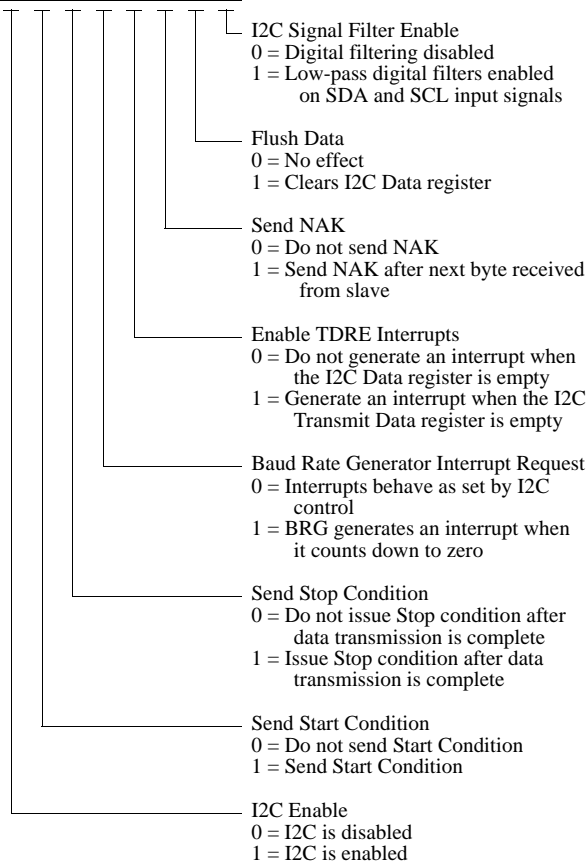 I2C Signal Filter Enable
0 = Digital filtering disabled
1 = Low-pass digital filters enabled
on SDA and SCL input signals
Flush Data
0 = No effect
1 = Clears I2C Data register
Send NAK
0 = Do not send NAK
1 = Send NAK after next byte received
from slave
Enable TDRE Interrupts
0 = Do not generate an interrupt when
the I2C Data register is empty
1 = Generate an interrupt when the I2C
Transmit Data register is empty
Baud Rate Generator Interrupt Request
0 = Interrupts behave as set by I2C
control
1 = BRG generates an interrupt when
it counts down to zero
Send Stop Condition
0 = Do not issue Stop condition after
data transmission is complete
1 = Issue Stop condition after data
transmission is complete
Send Start Condition
0 = Do not send Start Condition
1 = Send Start Condition
I2C Enable
0 = I2C is disabled
1 = I2C is enabled